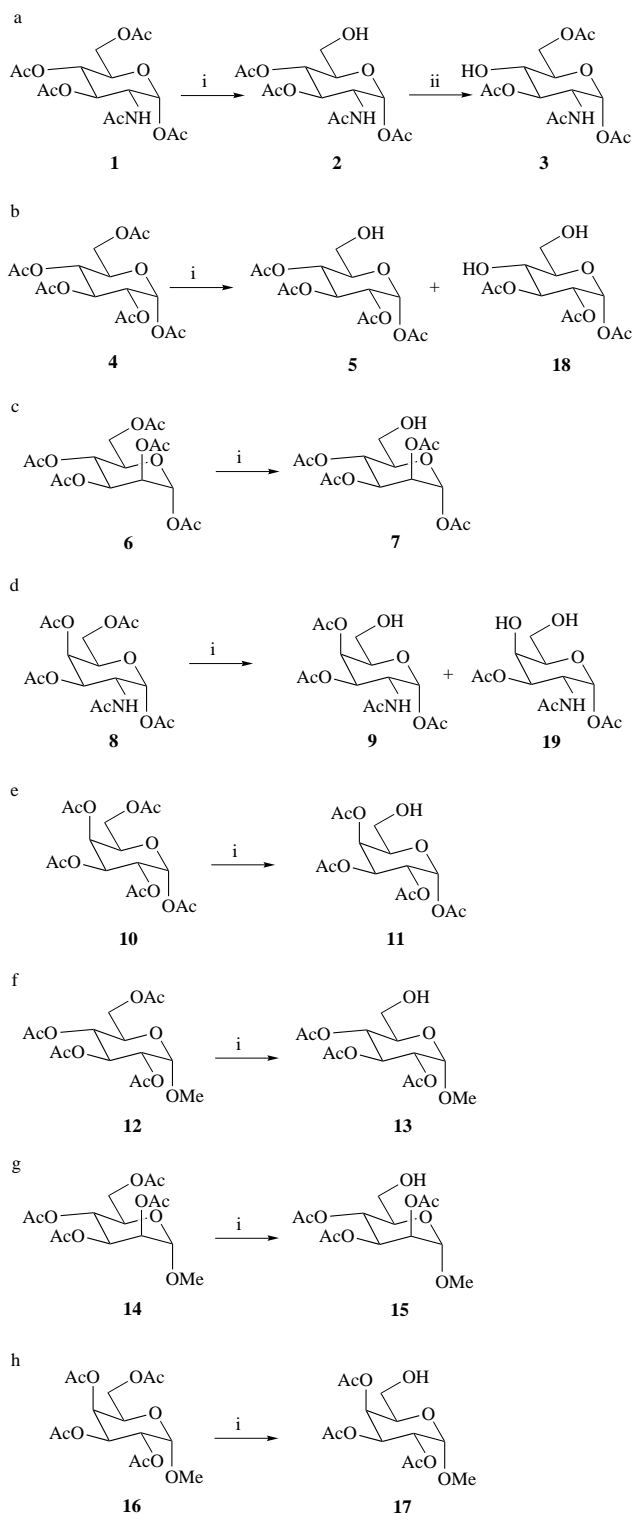 a
OAc OH OAc
AcO O i AcO O ii HO O
AcO AcO AcO
AcNH OAc AcNH OAc AcNH OAc
1 2 3
b
OAc OH OH
AcO O i AcO O + HO O
AcO AcO AcO
AcO OAc AcO OAc AcO OAc
4 5 18
c
OAc OH
OAc i OAc
AcO O AcO O
AcO AcO
OAc OAc
6 7
d
AcO OAc AcO OH HO OH
O i O + O
AcO AcO AcO
AcNH OAc AcNH OAc AcNH OAc
8 9 19
e
AcO OAc AcO OH
O i O
AcO AcO
AcO OAc AcO OAc
10 11
f
OAc OH
AcO O i AcO O
AcO AcO
AcO OMe AcO OMe
12 13
g
OAc OH
OAc i OAc
AcO O AcO O
AcO AcO
OMe OMe
14 15
h
AcO OAc AcO OH
O i O
AcO AcO
AcO OMe AcO OMe
16 17